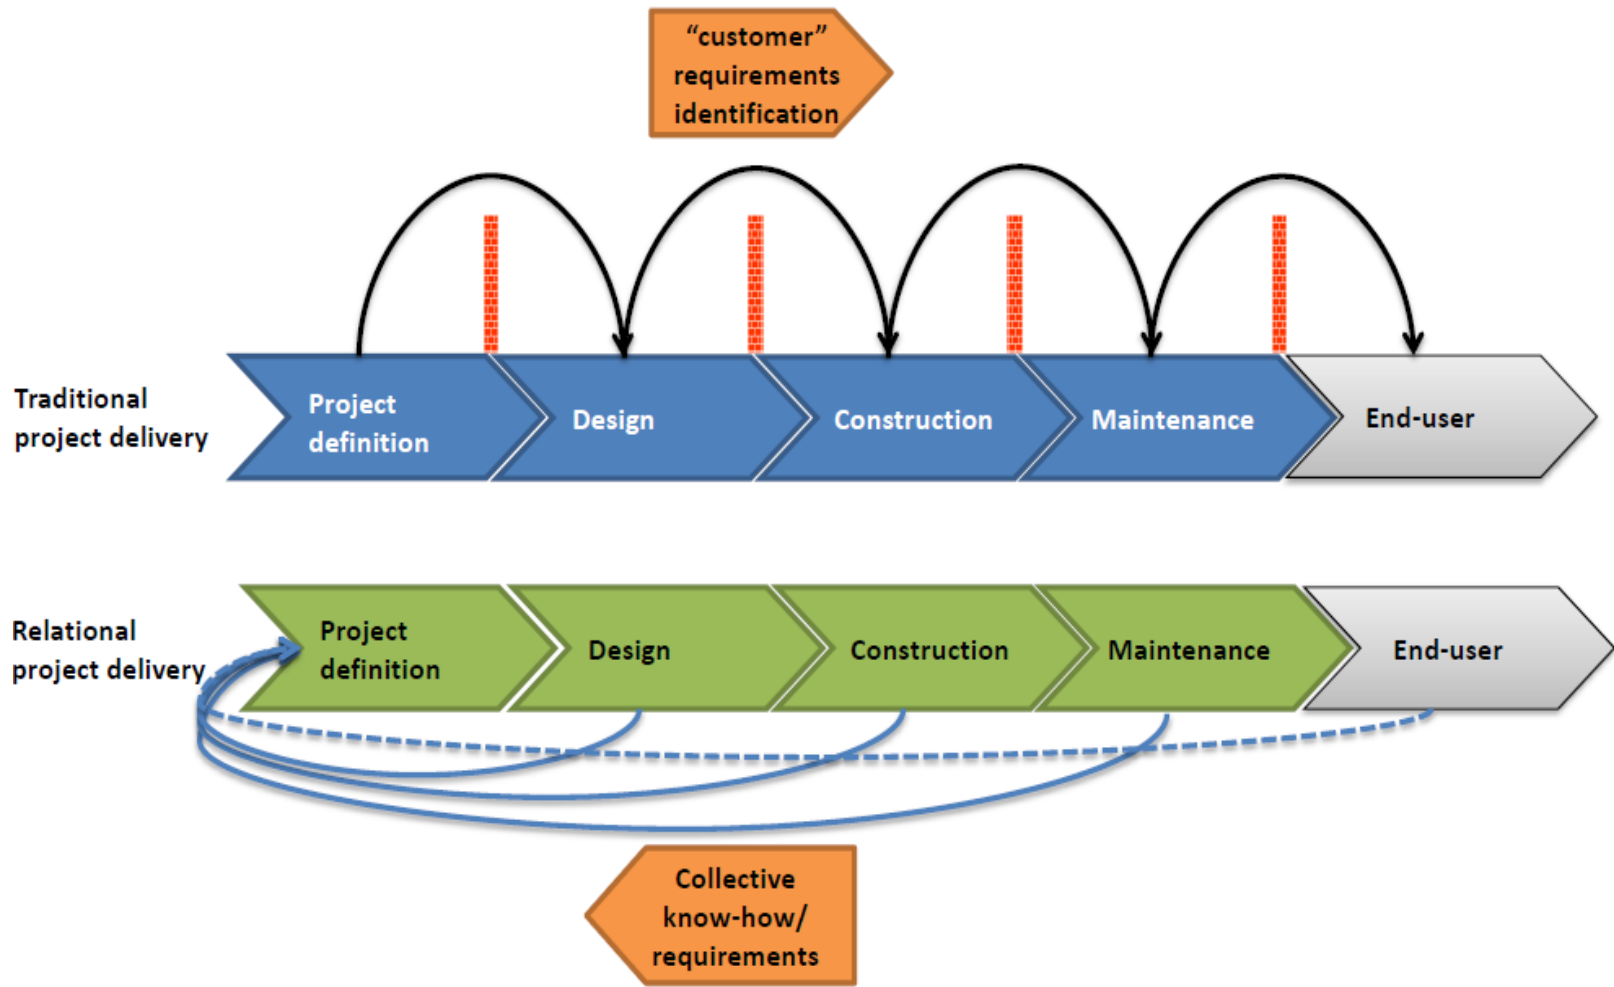 “customer”
requirements
identification
Traditional
project delivery
Project
definition
Design
Construction
Maintenance
End-user
Relational
project delivery
Project
definition
Design
Construction
Maintenance
End-user
Collective
know-how/
requirements